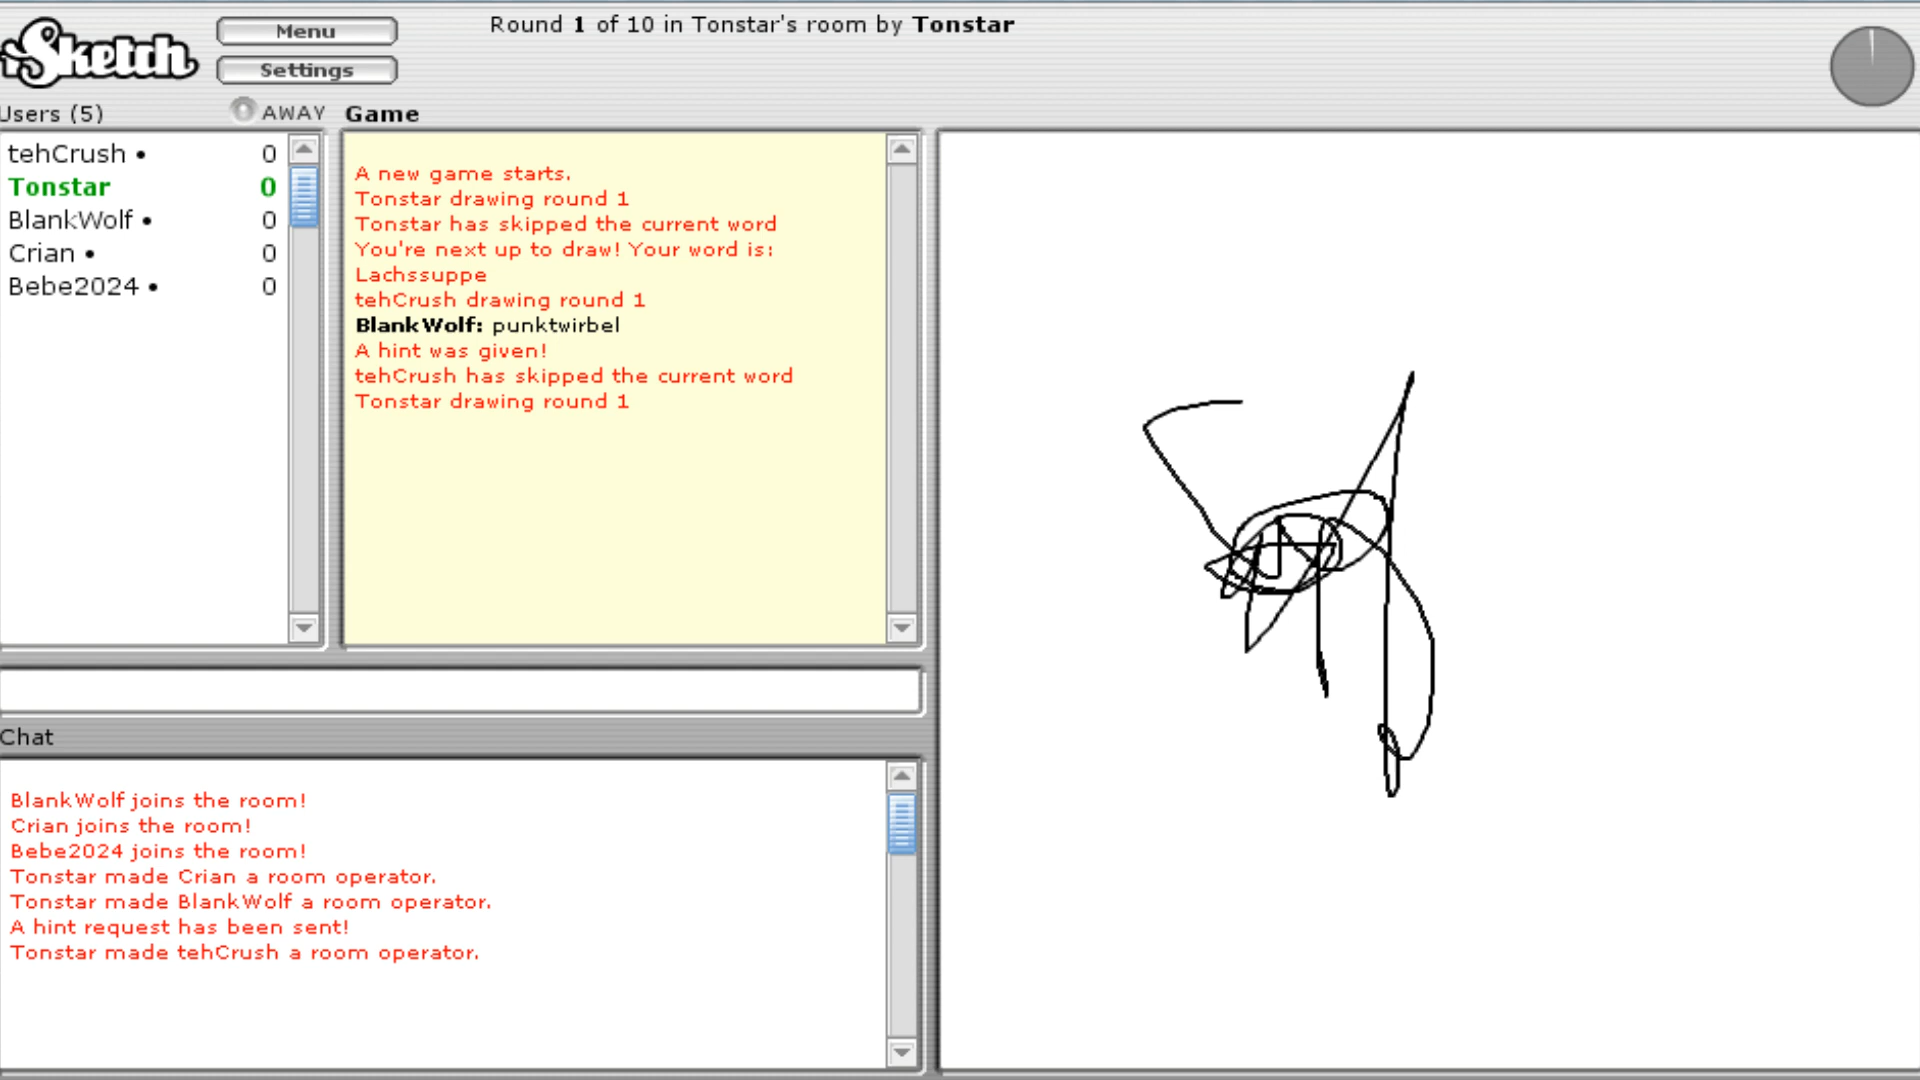 iSketch
Menu
Settings
Round 1 of 10 in Tonstar's room by Tonstar
Users (5)
AWAY
Game
tehCrush • 0
Tonstar 0
BlankWolf • 0
Crian • 0
Bebe2024 • 0
A new game starts.
Tonstar drawing round 1
Tonstar has skipped the current word
You're next up to draw! Your word is:
Lachssuppe
tehCrush drawing round 1
BlankWolf: punktwirbel
A hint was given!
tehCrush has skipped the current word
Tonstar drawing round 1
Chat
BlankWolf joins the room!
Crian joins the room!
Bebe2024 joins the room!
Tonstar made Crian a room operator.
Tonstar made BlankWolf a room operator.
A hint request has been sent!
Tonstar made tehCrush a room operator.